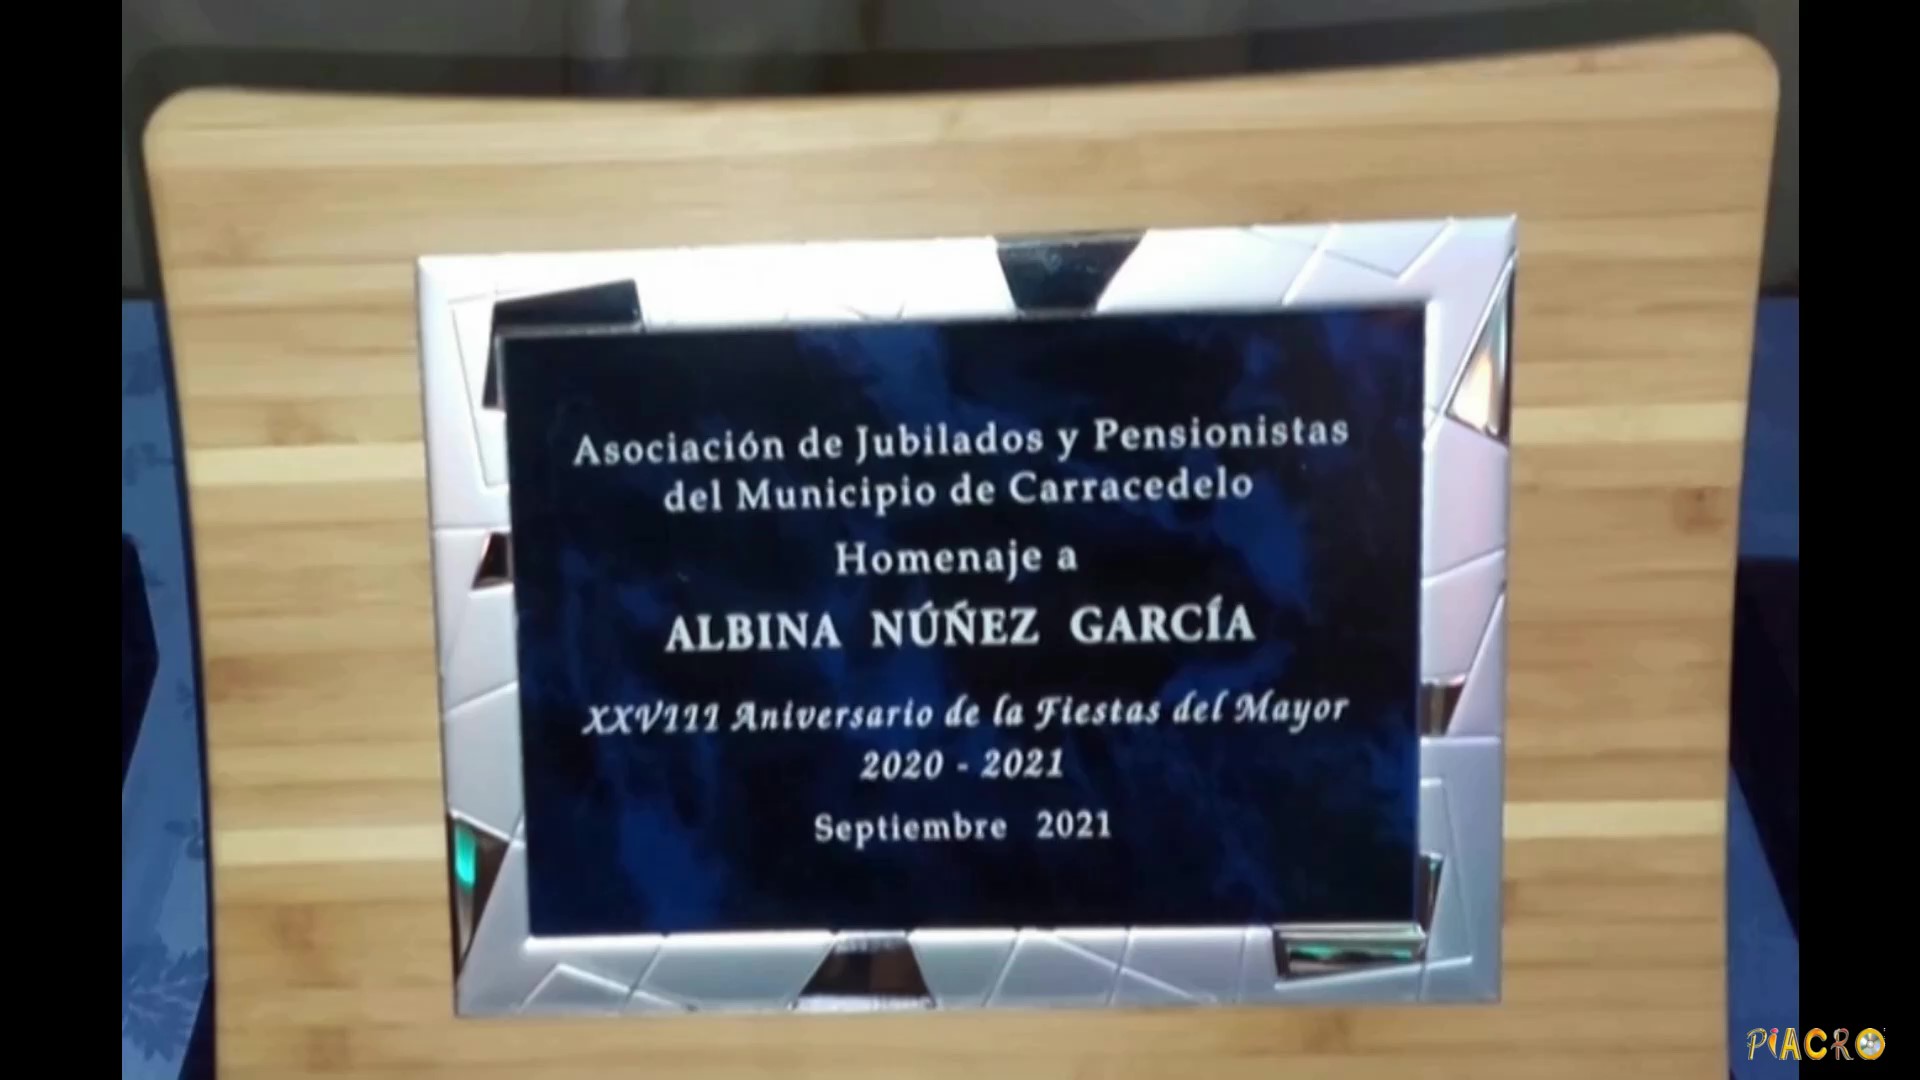 Asociación de Jubilados y Pensionistas
del Municipio de Carracedelo
Homenaje a
ALBINA NÚÑEZ GARCÍA
XXVIII Aniversario de la Fiestas del Mayor
2020 - 2021
Septiembre 2021
PiACRO